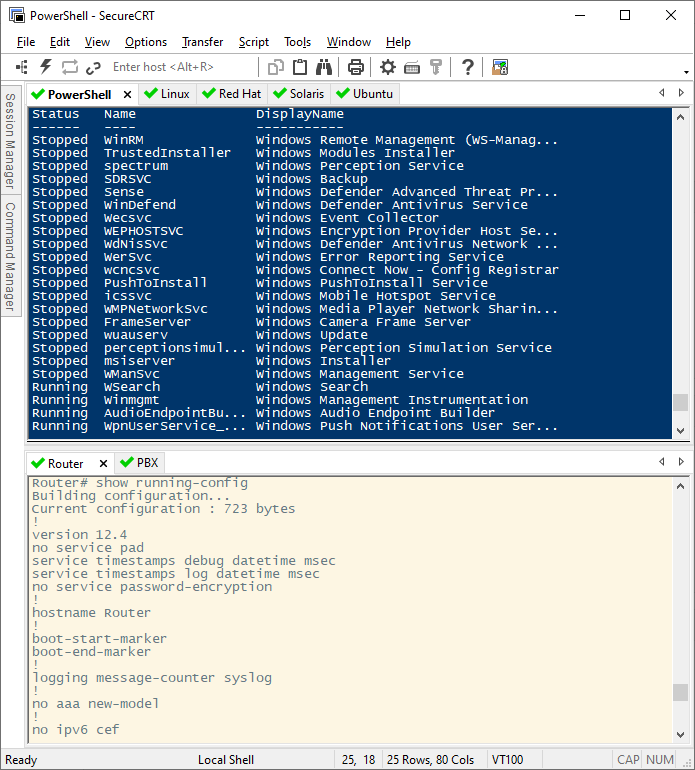 PowerShell - SecureCRT
File Edit View Options Transfer Script Tools Window Help
Enter host <Alt+R>
Session Manager
Command Manager
PowerShell Linux Red Hat Solaris Ubuntu
Status   Name              DisplayName
------   ----              -----------
Stopped  WinRM             Windows Remote Management (WS-Manag...
Stopped  TrustedInstaller  Windows Modules Installer
Stopped  spectrum          Windows Perception Service
Stopped  SDRSVC            Windows Backup
Stopped  Sense             Windows Defender Advanced Threat Pr...
Stopped  WinDefend         Windows Defender Antivirus Service
Stopped  Wecsvc            Windows Event Collector
Stopped  WEPHOSTSVC        Windows Encryption Provider Host Se...
Stopped  WdNisSvc          Windows Defender Antivirus Network ...
Stopped  WerSvc            Windows Error Reporting Service
Stopped  wcncsvc           Windows Connect Now - Config Registrar
Stopped  PushToInstall     Windows PushToInstall Service
Stopped  icssvc            Windows Mobile Hotspot Service
Stopped  WMPNetworkSvc     Windows Media Player Network Sharin...
Stopped  FrameServer       Windows Camera Frame Server
Stopped  wuauserv          Windows Update
Stopped  perceptionsimul... Windows Perception Simulation Service
Stopped  msiserver         Windows Installer
Stopped  WManSvc           Windows Management Service
Running  WSearch           Windows Search
Running  Winmgmt           Windows Management Instrumentation
Running  AudioEndpointBu... Windows Audio Endpoint Builder
Running  WpnUserService_... Windows Push Notifications User Ser...
Router PBX
Router# show running-config
Building configuration...
Current configuration : 723 bytes
!
version 12.4
no service pad
service timestamps debug datetime msec
service timestamps log datetime msec
no service password-encryption
!
hostname Router
!
boot-start-marker
boot-end-marker
!
logging message-counter syslog
!
no aaa new-model
!
no ipv6 cef
Ready Local Shell 25, 18 25 Rows, 80 Cols VT100 CAP NUM